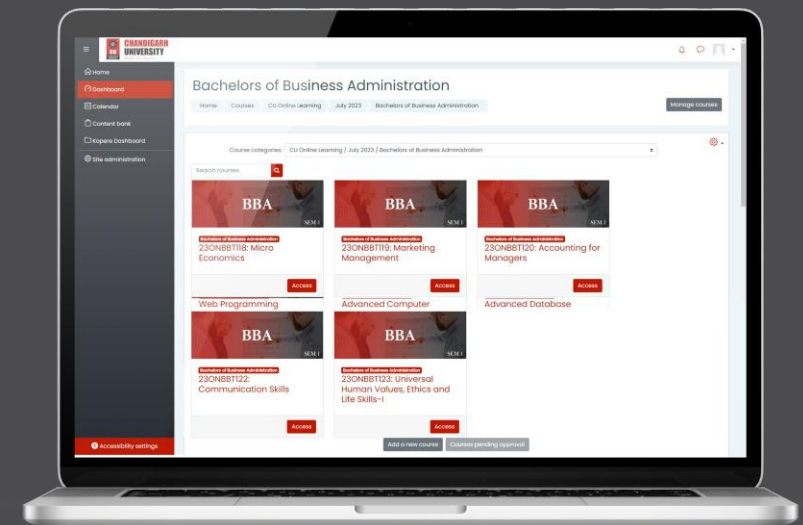 CHANDIGARH
UNIVERSITY
Home
Dashboard
Calendar
Content bank
Kopere Dashboard
Site administration
Accessibility settings
Bachelors of Business Administration
Home Courses CU Online Learning July 2023 Bachelors of Business Administration
Manage courses
Course categories: CU Online Learning / July 2023 / Bachelors of Business Administration
Search courses
BBA
SEM 1
Bachelors of Business Administration
23ONBBT118: Micro
Economics
Access
BBA
SEM 1
Bachelors of Business Administration
23ONBBT119: Marketing
Management
Access
BBA
SEM 1
Bachelors of Business Administration
23ONBBT120: Accounting for
Managers
Access
Web Programming
Advanced Computer
Advanced Database
BBA
SEM 1
Bachelors of Business Administration
23ONBBT122:
Communication Skills
Access
BBA
SEM 1
Bachelors of Business Administration
23ONBBT123: Universal
Human Values, Ethics and
Life Skills-I
Access
Add a new course
Courses pending approval